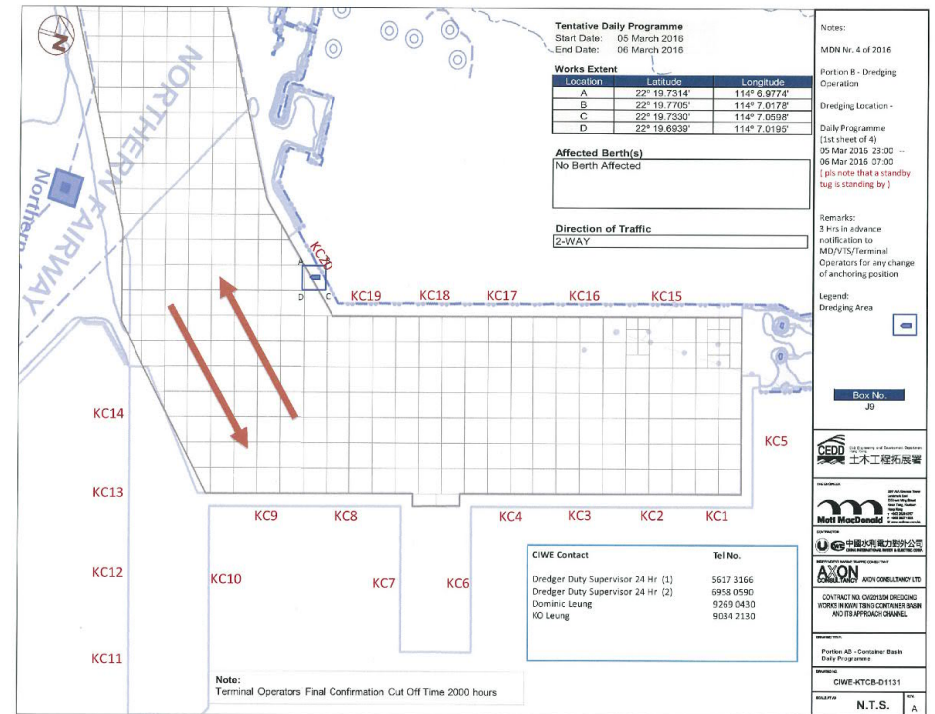 N
NORTHERN FAIRWAY
Northern
Tentative Daily Programme
Start Date: 05 March 2016
End Date: 06 March 2016
Works Extent
Location Latitude Longitude
A 22° 19.7314' 114° 6.9774'
B 22° 19.7705' 114° 7.0178'
C 22° 19.7330' 114° 7.0598'
D 22° 19.6939' 114° 7.0195'
Affected Berth(s)
No Berth Affected
Direction of Traffic
2-WAY
KC20
A
D C
KC19 KC18 KC17 KC16 KC15
KC14
KC5
KC13
KC9 KC8 KC4 KC3 KC2 KC1
KC12
KC10
KC7 KC6
KC11
CIWE Contact Tel No.
Dredger Duty Supervisor 24 Hr (1) 5617 3166
Dredger Duty Supervisor 24 Hr (2) 6958 0590
Dominic Leung 9269 0430
KO Leung 9034 2130
Note:
Terminal Operators Final Confirmation Cut Off Time 2000 hours
Notes:
MDN Nr. 4 of 2016
Portion B - Dredging
Operation
Dredging Location -
Daily Programme
(1st sheet of 4)
05 Mar 2016 23:00 --
06 Mar 2016 07:00
( pls note that a standby
tug is standing by )
Remarks:
3 Hrs in advance
notification to
MD/VTS/Terminal
Operators for any change
of anchoring position
Legend:
Dredging Area
Box No.
J9
CEDD
土木工程拓展署
Mott MacDonald
CONTRACTOR
中國水利電力對外公司
AXON
CONSULTANCY
AXON CONSULTANCY LTD
CONTRACT NO. CV/2013/04 DREDGING
WORKS IN KWAI TSING CONTAINER BASIN
AND ITS APPROACH CHANNEL
Portion AB - Container Basin
Daily Programme
CIWE-KTCB-D1131
N.T.S.
A